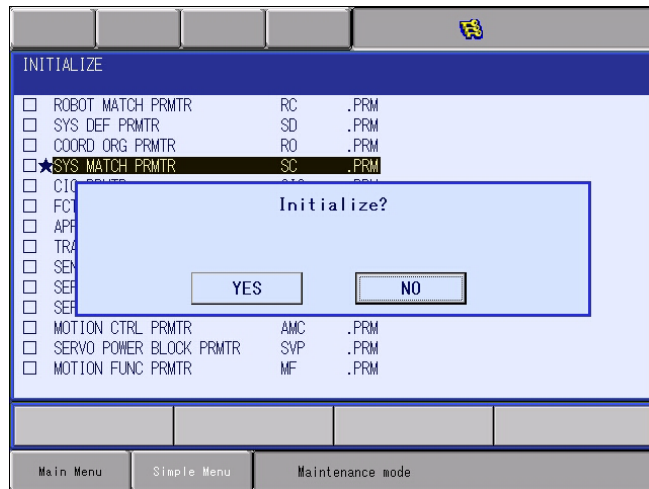 INITIALIZE
ROBOT MATCH PRMTR RC .PRM
SYS DEF PRMTR SD .PRM
COORD ORG PRMTR RO .PRM
★SYS MATCH PRMTR SC .PRM
Initialize?
YES NO
MOTION CTRL PRMTR AMC .PRM
SERVO POWER BLOCK PRMTR SVP .PRM
MOTION FUNC PRMTR MF .PRM
Main Menu Simple Menu Maintenance mode